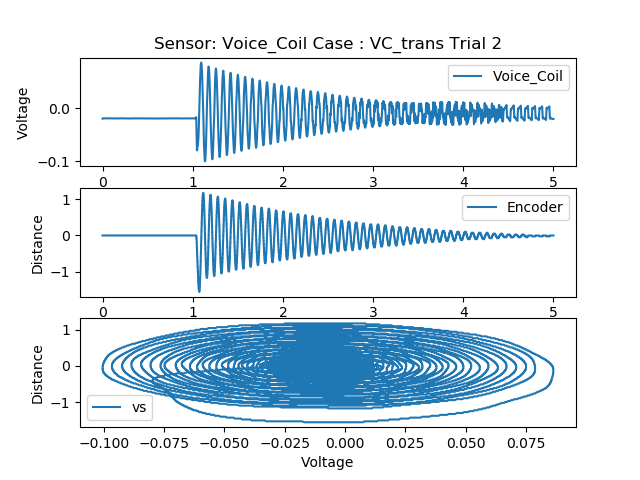 Sensor: Voice_Coil Case : VC_trans Trial 2
Voltage
0.0
−0.1
Voice_Coil
0 1 2 3 4 5
Distance
1
0
−1
Encoder
0 1 2 3 4 5
Distance
1
0
−1
vs
−0.100 −0.075 −0.050 −0.025 0.000 0.025 0.050 0.075
Voltage